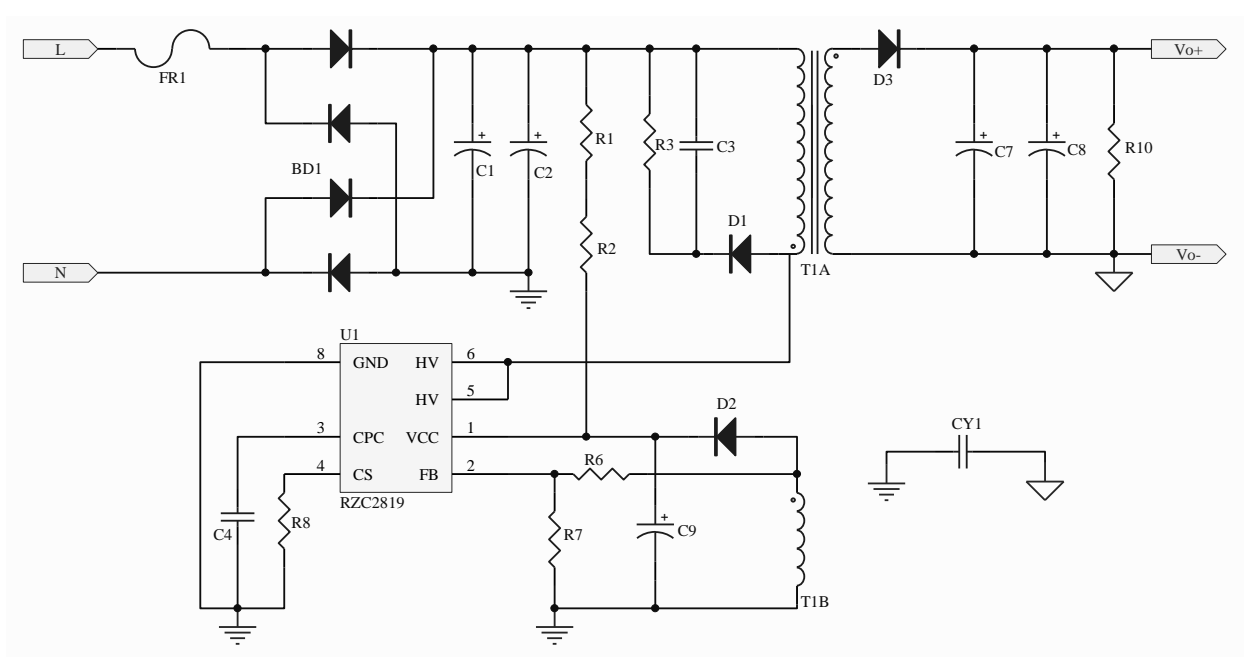 L
FR1
BD1
N
+
C1
+
C2
R1
R2
R3
C3
D1
T1A
D3
+
C7
+
C8
R10
Vo+
Vo-
U1
8 GND HV 6
HV 5
3 CPC VCC 1
4 CS FB 2
RZC2819
C4
R8
D2
R6
R7
+
C9
T1B
CY1